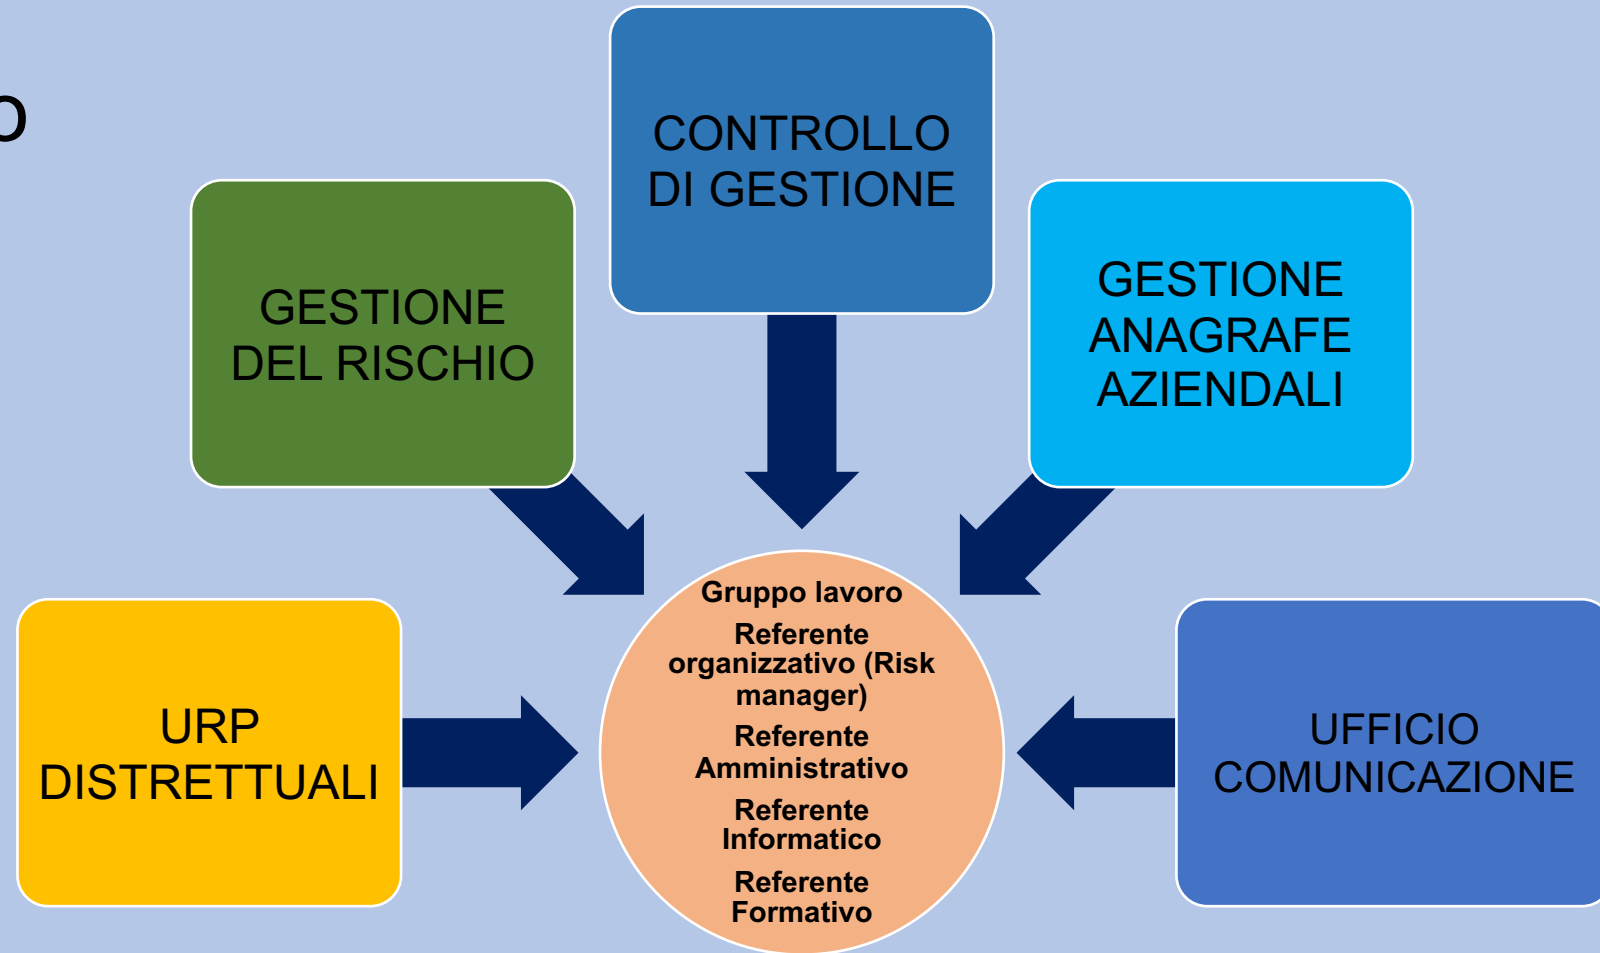 o
CONTROLLO
DI GESTIONE
GESTIONE
DEL RISCHIO
GESTIONE
ANAGRAFE
AZIENDALI
URP
DISTRETTUALI
Gruppo lavoro
Referente
organizzativo (Risk
manager)
Referente
Amministrativo
Referente
Informatico
Referente
Formativo
UFFICIO
COMUNICAZIONE